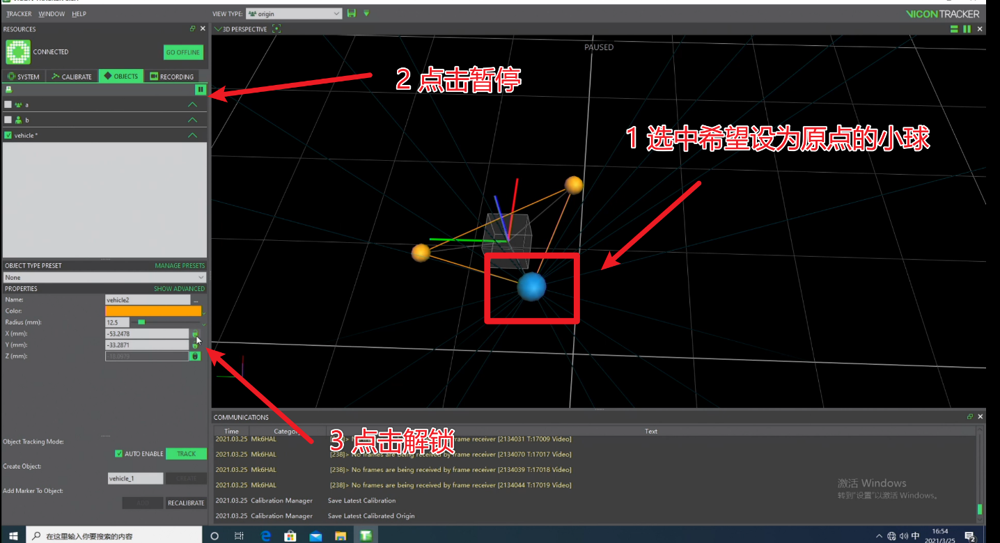 TRACKER WINDOW HELP
VIEW TYPE: origin
VICON TRACKER
RESOURCES
3D PERSPECTIVE
CONNECTED
GO OFFLINE
PAUSED
SYSTEM CALIBRATE OBJECTS RECORDING
2 点击暂停
a
b
vehicle *
1 选中希望设为原点的小球
OBJECT TYPE PRESET MANAGE PRESETS
None
PROPERTIES SHOW ADVANCED
Name: vehicle2 ...
Color:
Radius (mm): 12.5
X (mm): -53.2478
Y (mm): -33.2871
Z (mm):
3 点击解锁
Object Tracking Mode:
AUTO ENABLE TRACK
Create Object:
vehicle_1 CREATE
Add Marker To Object:
ADD RECALIBRATE
COMMUNICATIONS
Time Category Text
2021.03.25 Mk6HAL frame receiver [2134031 T:17009 Video]
2021.03.25 Mk6HAL [238]> No frames are being received by frame receiver [2134070 T:17017 Video]
2021.03.25 Mk6HAL [238]> No frames are being received by frame receiver [2134039 T:17018 Video]
2021.03.25 Mk6HAL [238]> No frames are being received by frame receiver [2134044 T:17019 Video]
2021.03.25 Calibration Manager Save Latest Calibration
2021.03.25 Calibration Manager Save Latest Calibrated Origin
激活 Windows
转到"设置"以激活 Windows。
在这里输入你要搜索的内容
中
16:54
2021/3/25
2